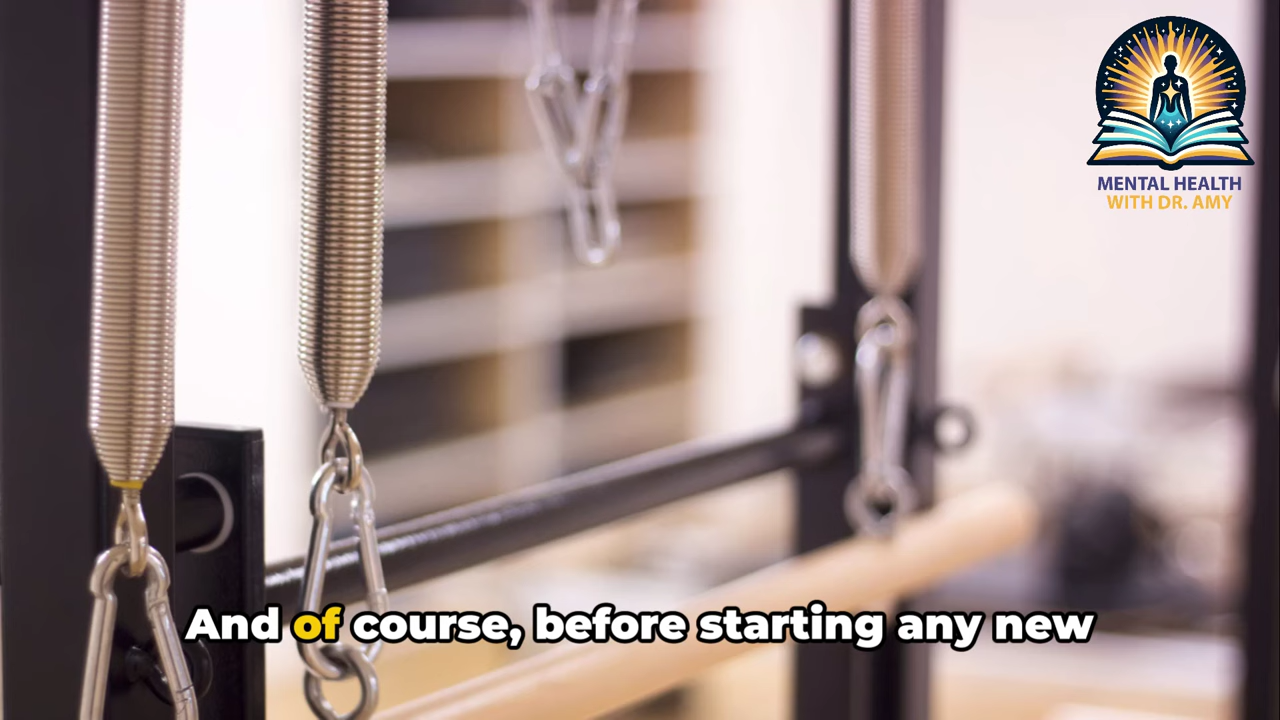 MENTAL HEALTH
WITH DR. AMY
And of course, before starting any new